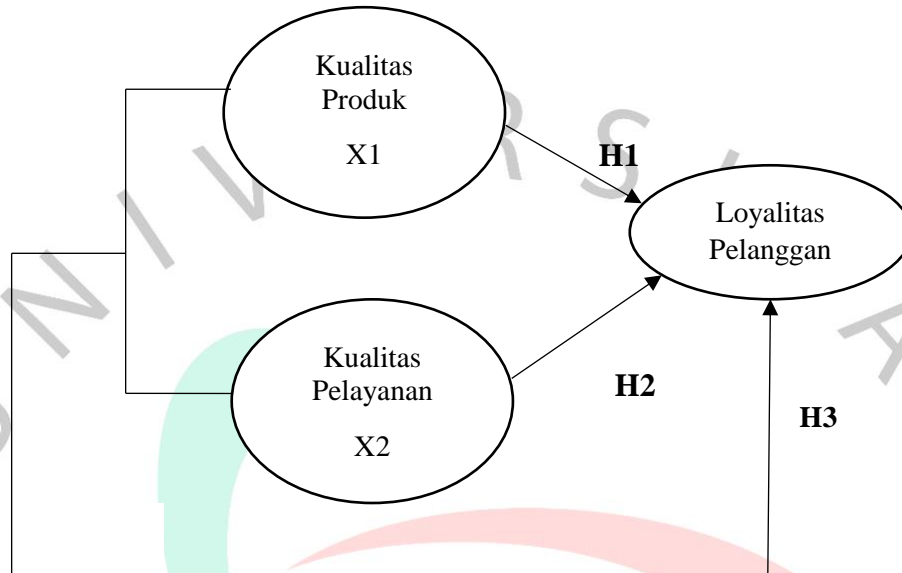 Kualitas
Produk
X1
H1
Loyalitas
Pelanggan
Kualitas
Pelayanan
X2
H2
H3